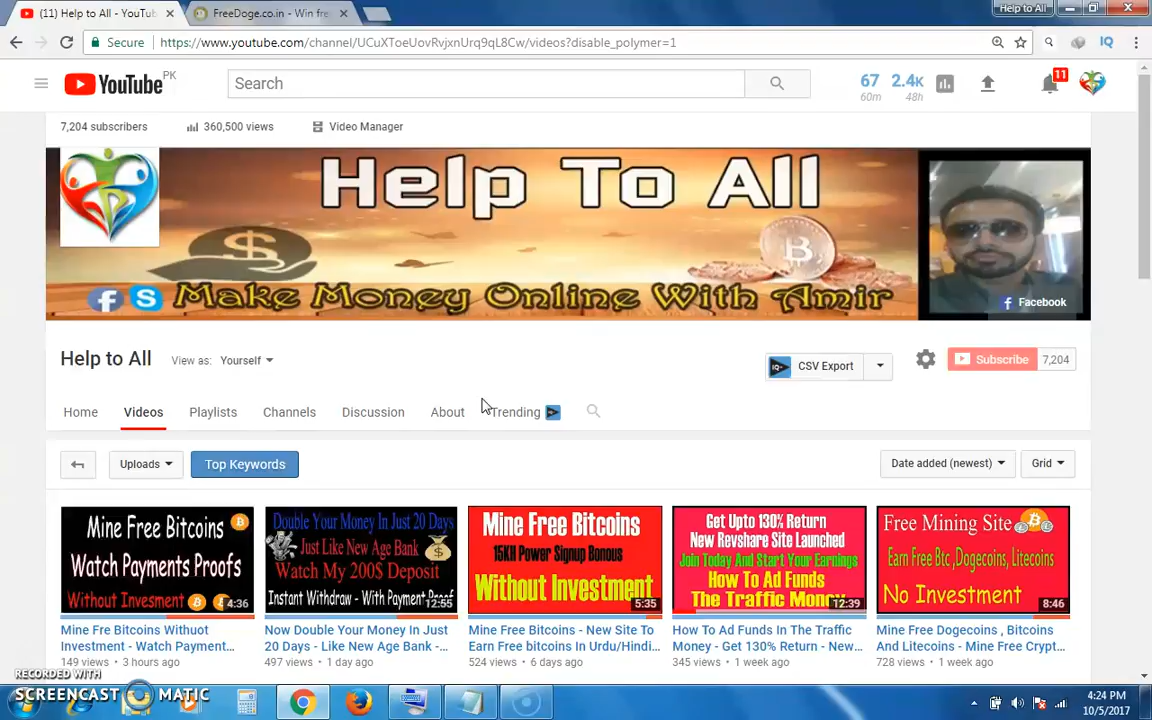 (11) Help to All - YouTub
FreeDoge.co.in - Win fre
Help to All
Secure
https://www.youtube.com/channel/UCuXToeUovRvjxnUrq9qL8Cw/videos?disable_polymer=1
YouTube PK
Search
67
60m
2.4K
48h
11
7,204 subscribers
360,500 views
Video Manager
Help To All
Make Money Online With Amir
Facebook
Help to All
View as: Yourself
CSV Export
Subscribe 7,204
Home Videos Playlists Channels Discussion About Trending
Uploads
Top Keywords
Date added (newest)
Grid
Mine Free Bitcoins
Watch Payments Proofs
Without Invesment
4:36
Mine Fre Bitcoins Withuot
Investment - Watch Payment...
149 views • 3 hours ago
Double Your Money In Just 20 Days
Just Like New Age Bank
Watch My 200$ Deposit
Instant Withdraw - With Payment Proof
12:55
Now Double Your Money In Just
20 Days - Like New Age Bank -...
497 views • 1 day ago
Mine Free Bitcoins
15KH Power Signup Bonous
Without Investment
5:35
Mine Free Bitcoins - New Site To
Earn Free bitcoins In Urdu/Hindi...
524 views • 6 days ago
Get Upto 130% Return
New Revshare Site Launched
Join Today And Start Your Earnings
How To Ad Funds
The Traffic Money
12:39
How To Ad Funds In The Traffic
Money - Get 130% Return - New...
345 views • 1 week ago
Free Mining Site
Earn Free Btc ,Dogecoins, Litecoins
No Investment
8:46
Mine Free Dogecoins , Bitcoins
And Litecoins - Mine Free Crypt...
728 views • 1 week ago
RECORDED WITH
SCREENCAST MATIC
4:24 PM
10/5/2017